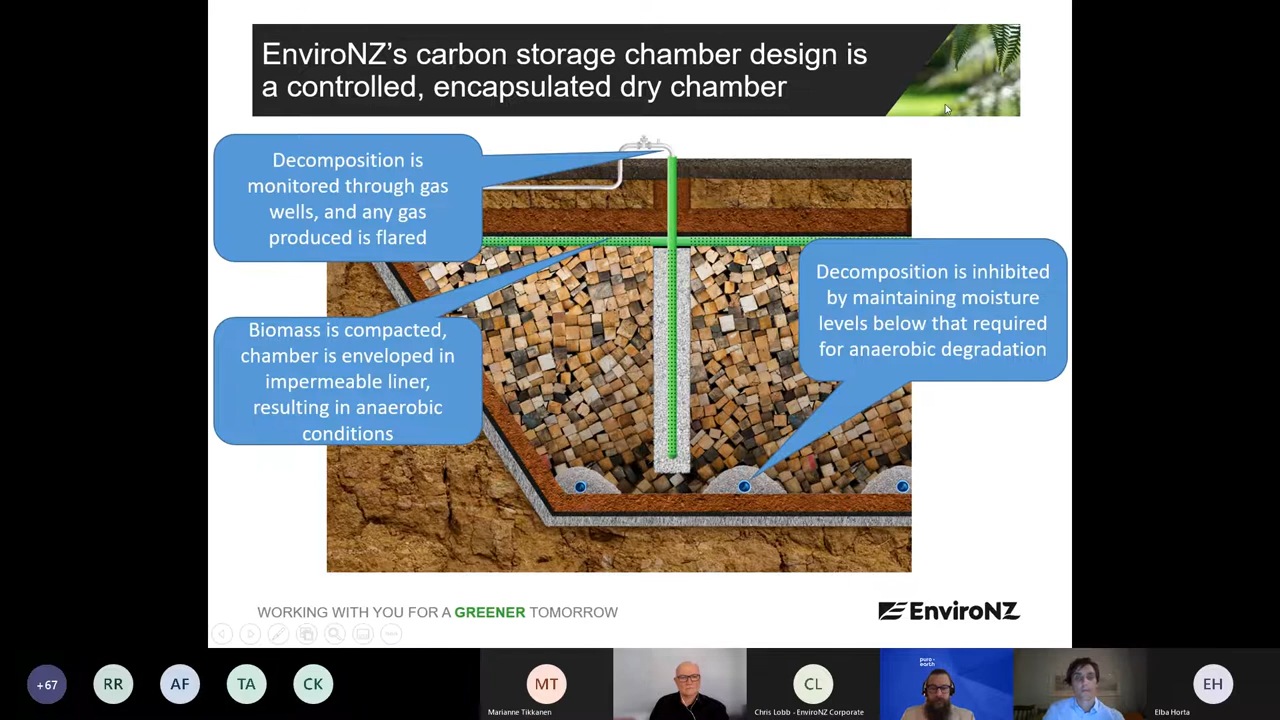 EnviroNZ’s carbon storage chamber design is
a controlled, encapsulated dry chamber
Decomposition is
monitored through gas
wells, and any gas
produced is flared
Biomass is compacted,
chamber is enveloped in
impermeable liner,
resulting in anaerobic
conditions
Decomposition is inhibited
by maintaining moisture
levels below that required
for anaerobic degradation
WORKING WITH YOU FOR A GREENER TOMORROW
EnviroNZ
+67
RR
AF
TA
CK
MT
Marianne Tikkanen
CL
Chris Lobb - EnviroNZ Corporate
puro•earth
EH
Elba Horta